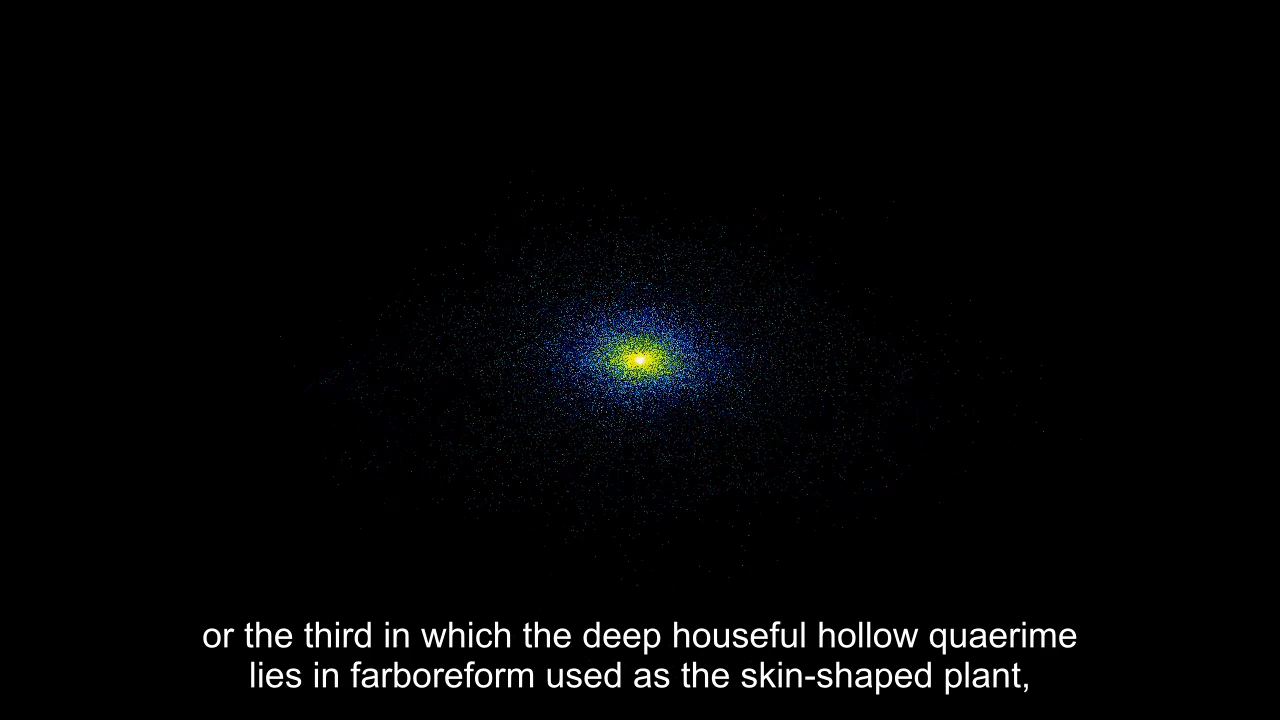 or the third in which the deep houseful hollow quaerime
lies in farboreform used as the skin-shaped plant,